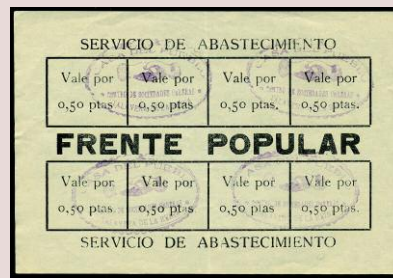 SERVICIO DE ABASTECIMIENTO
Vale por Vale por Vale por Vale por
0,50 ptas 0,50 ptas 0,50 ptas. 0,50 ptas.
FRENTE POPULAR
Vale por Vale por Vale por Vale por
0,50 ptas. 0,50 ptas 0,50 ptas 0,50 ptas.
SERVICIO DE ABASTECIMIENTO